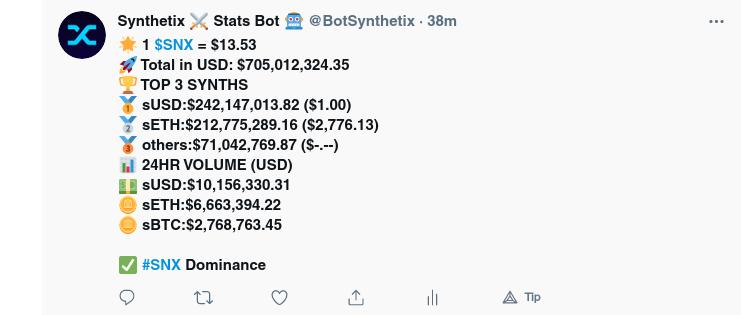 Synthetix ⚔️ Stats Bot 🤖 @BotSynthetix · 38m
🌟 1 $SNX = $13.53
🚀 Total in USD: $705,012,324.35
🏆 TOP 3 SYNTHS
🥇 sUSD:$242,147,013.82 ($1.00)
🥈 sETH:$212,775,289.16 ($2,776.13)
🥉 others:$71,042,769.87 ($-.--)
📊 24HR VOLUME (USD)
💵 sUSD:$10,156,330.31
🪙 sETH:$6,663,394.22
🪙 sBTC:$2,768,763.45
✅ #SNX Dominance
Tip